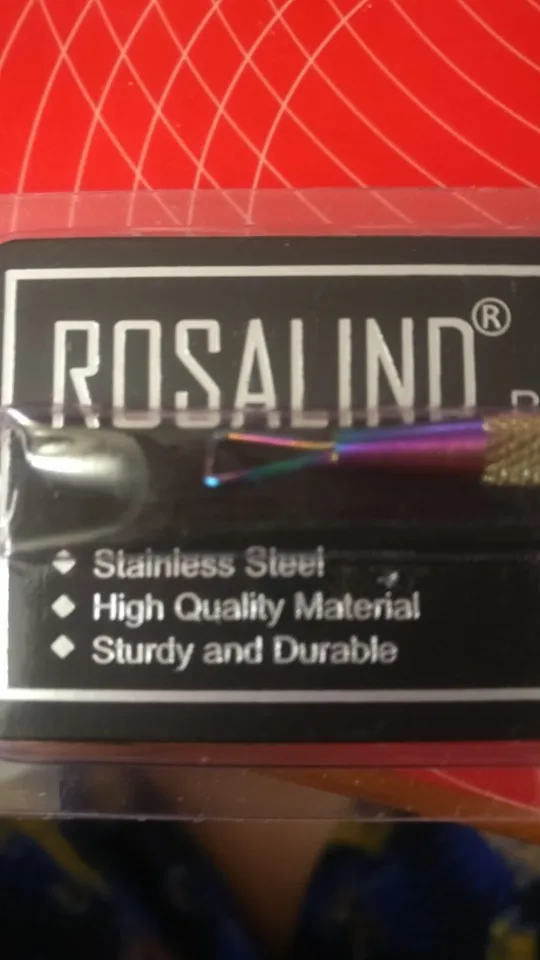 ROSALIND®
Stainless Steel
High Quality Material
Sturdy and Durable